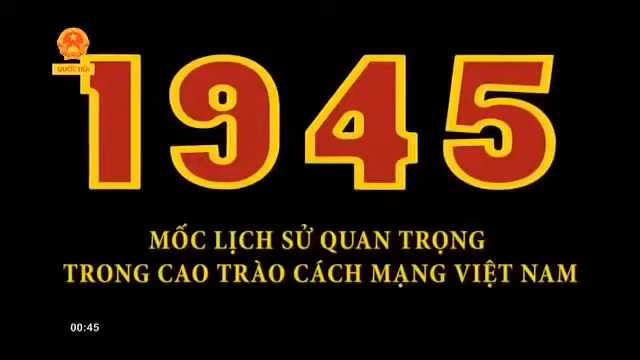 QUỐC HỘI
1945
MỐC LỊCH SỬ QUAN TRỌNG
TRONG CAO TRÀO CÁCH MẠNG VIỆT NAM
00:45